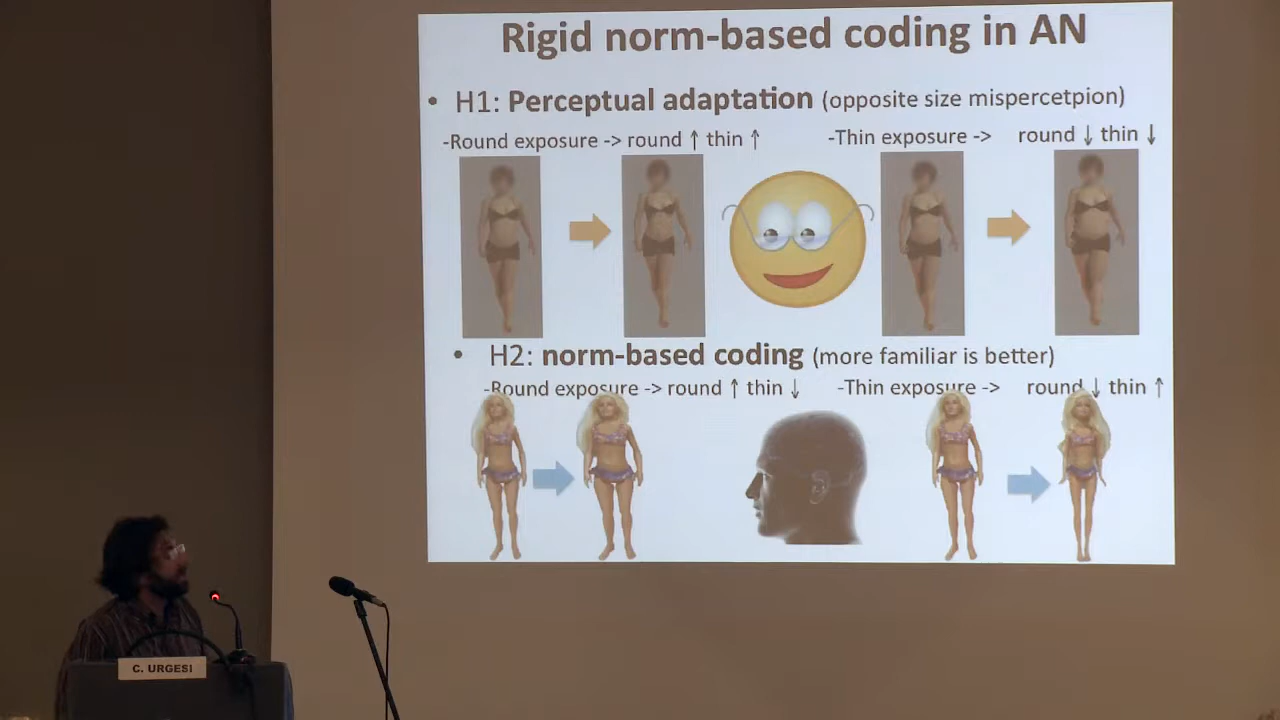 Rigid norm-based coding in AN
• H1: Perceptual adaptation (opposite size mispercetpion)
-Round exposure -> round ↑ thin ↑
-Thin exposure -> round ↓ thin ↓
• H2: norm-based coding (more familiar is better)
-Round exposure -> round ↑ thin ↓
-Thin exposure -> round ↓ thin ↑
C. URGESI